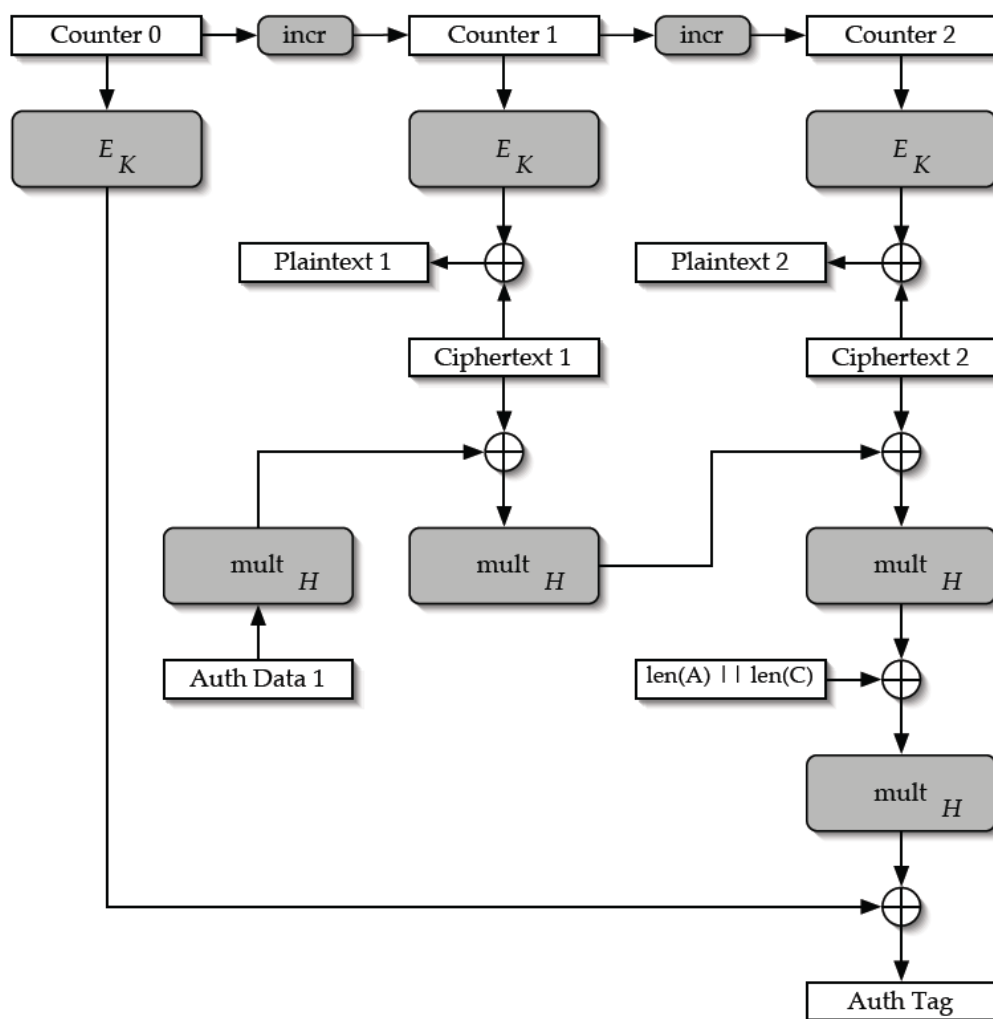 Counter 0
incr
Counter 1
incr
Counter 2
E K
E K
E K
Plaintext 1
Plaintext 2
Ciphertext 1
Ciphertext 2
mult H
mult H
mult H
Auth Data 1
len(A) || len(C)
mult H
Auth Tag